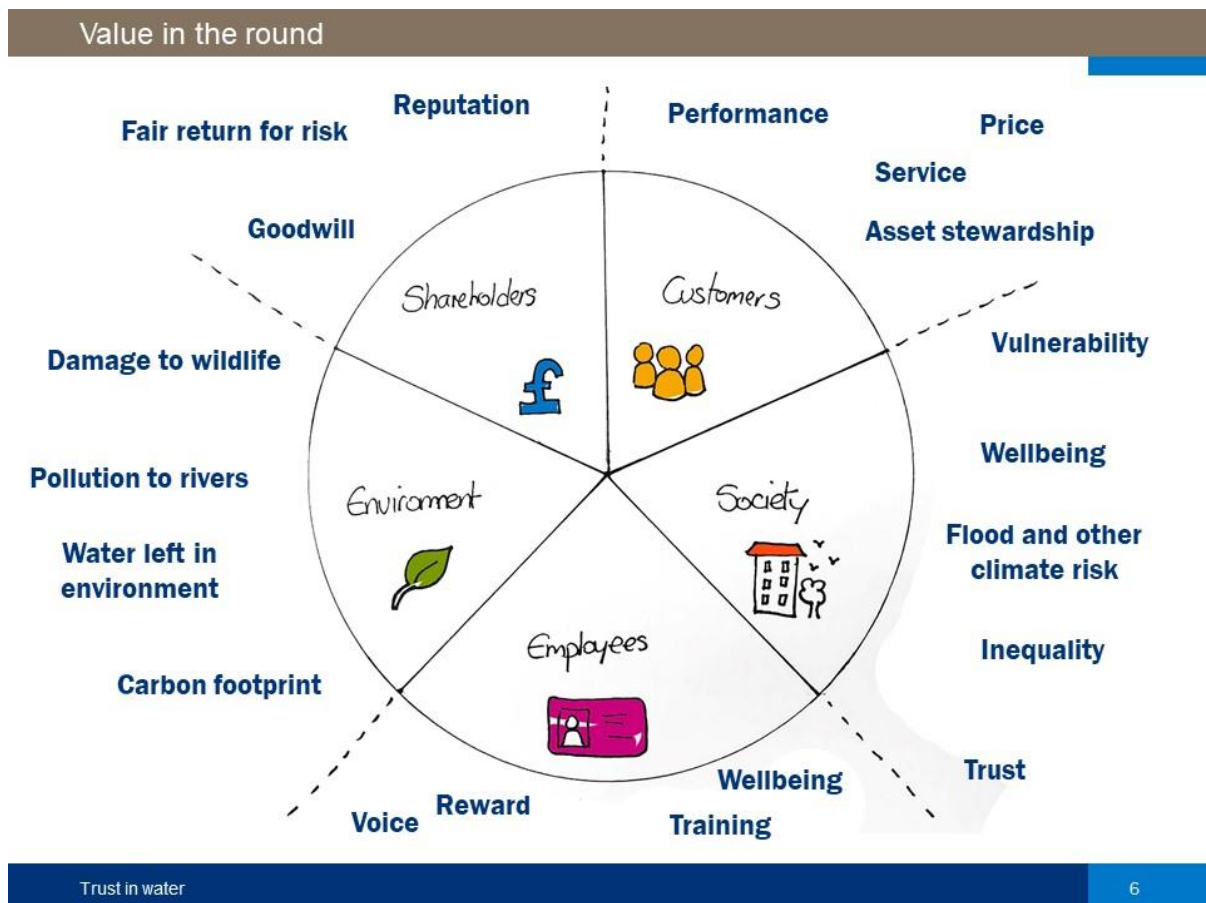 Value in the round
Reputation
Fair return for risk
Goodwill
Performance
Price
Service
Asset stewardship
Shareholders
Customers
£
Damage to wildlife
Pollution to rivers
Water left in
environment
Carbon footprint
Environment
Society
Vulnerability
Wellbeing
Flood and other
climate risk
Inequality
Trust
Employees
Voice
Reward
Wellbeing
Training
Trust in water
6